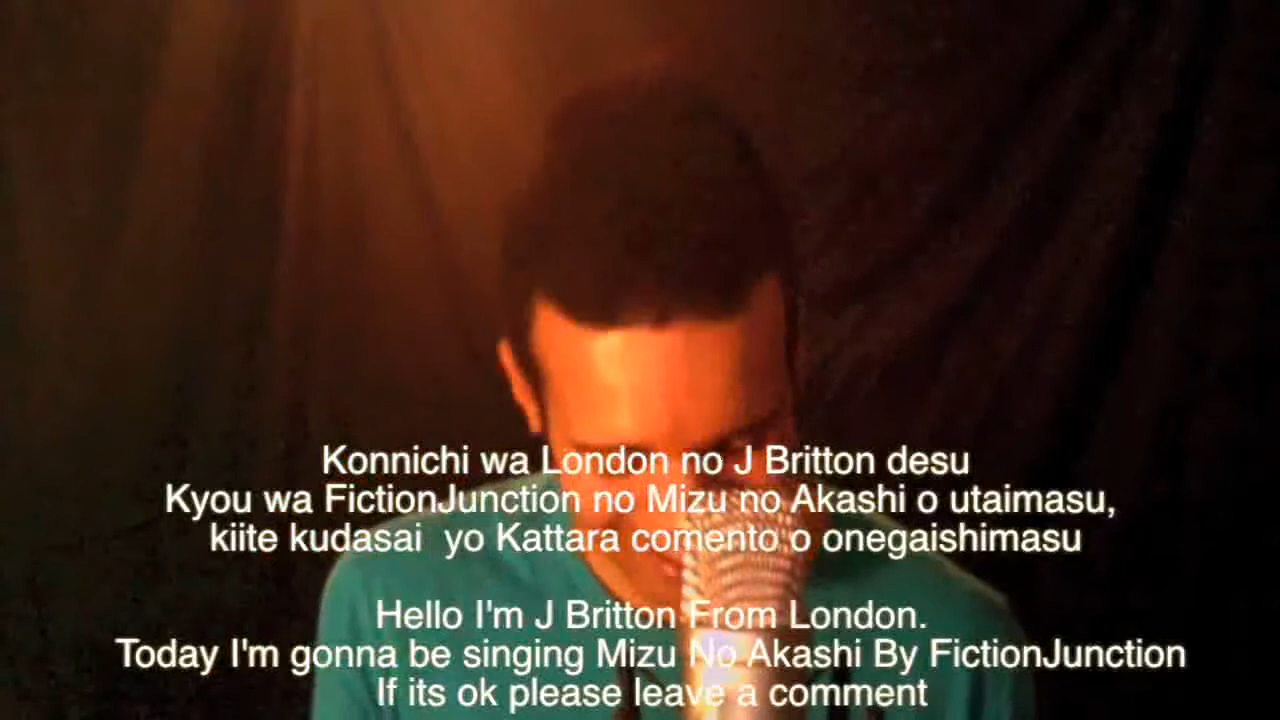 Konnichi wa London no J Britton desu
Kyou wa FictionJunction no Mizu no Akashi o utaimasu,
kiite kudasai  yo Kattara comento o onegaishimasu
Hello I'm J Britton From London.
Today I'm gonna be singing Mizu No Akashi By FictionJunction
If its ok please leave a comment